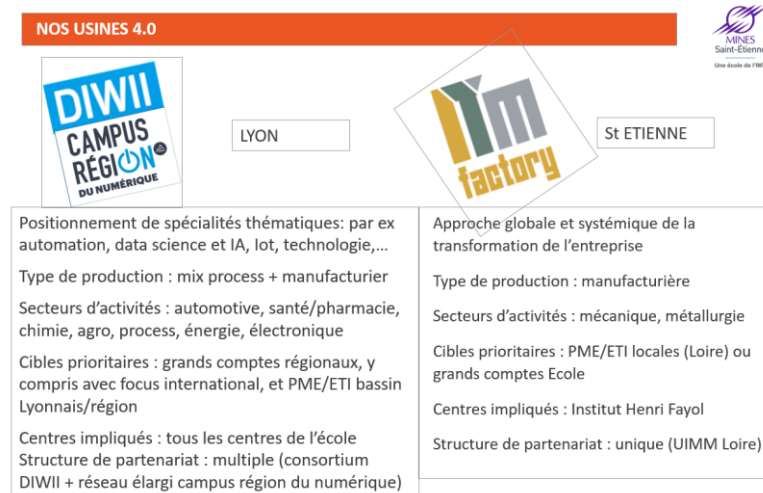 NOS USINES 4.0
MINES
Saint-Étienne
Une école de l'IM
DIWII
CAMPUS
RÉGION
DU NUMÉRIQUE
LYON
I'M
factory
St ETIENNE
Positionnement de spécialités thématiques: par ex
automation, data science et IA, Iot, technologie,...
Type de production : mix process + manufacturier
Secteurs d'activités : automotive, santé/pharmacie,
chimie, agro, process, énergie, électronique
Cibles prioritaires : grands comptes régionaux, y
compris avec focus international, et PME/ETI bassin
Lyonnais/région
Centres impliqués : tous les centres de l'école
Structure de partenariat : multiple (consortium
DIWII + réseau élargi campus région du numérique)
Approche globale et systémique de la
transformation de l'entreprise
Type de production : manufacturière
Secteurs d'activités : mécanique, métallurgie
Cibles prioritaires : PME/ETI locales (Loire) ou
grands comptes Ecole
Centres impliqués : Institut Henri Fayol
Structure de partenariat : unique (UIMM Loire)